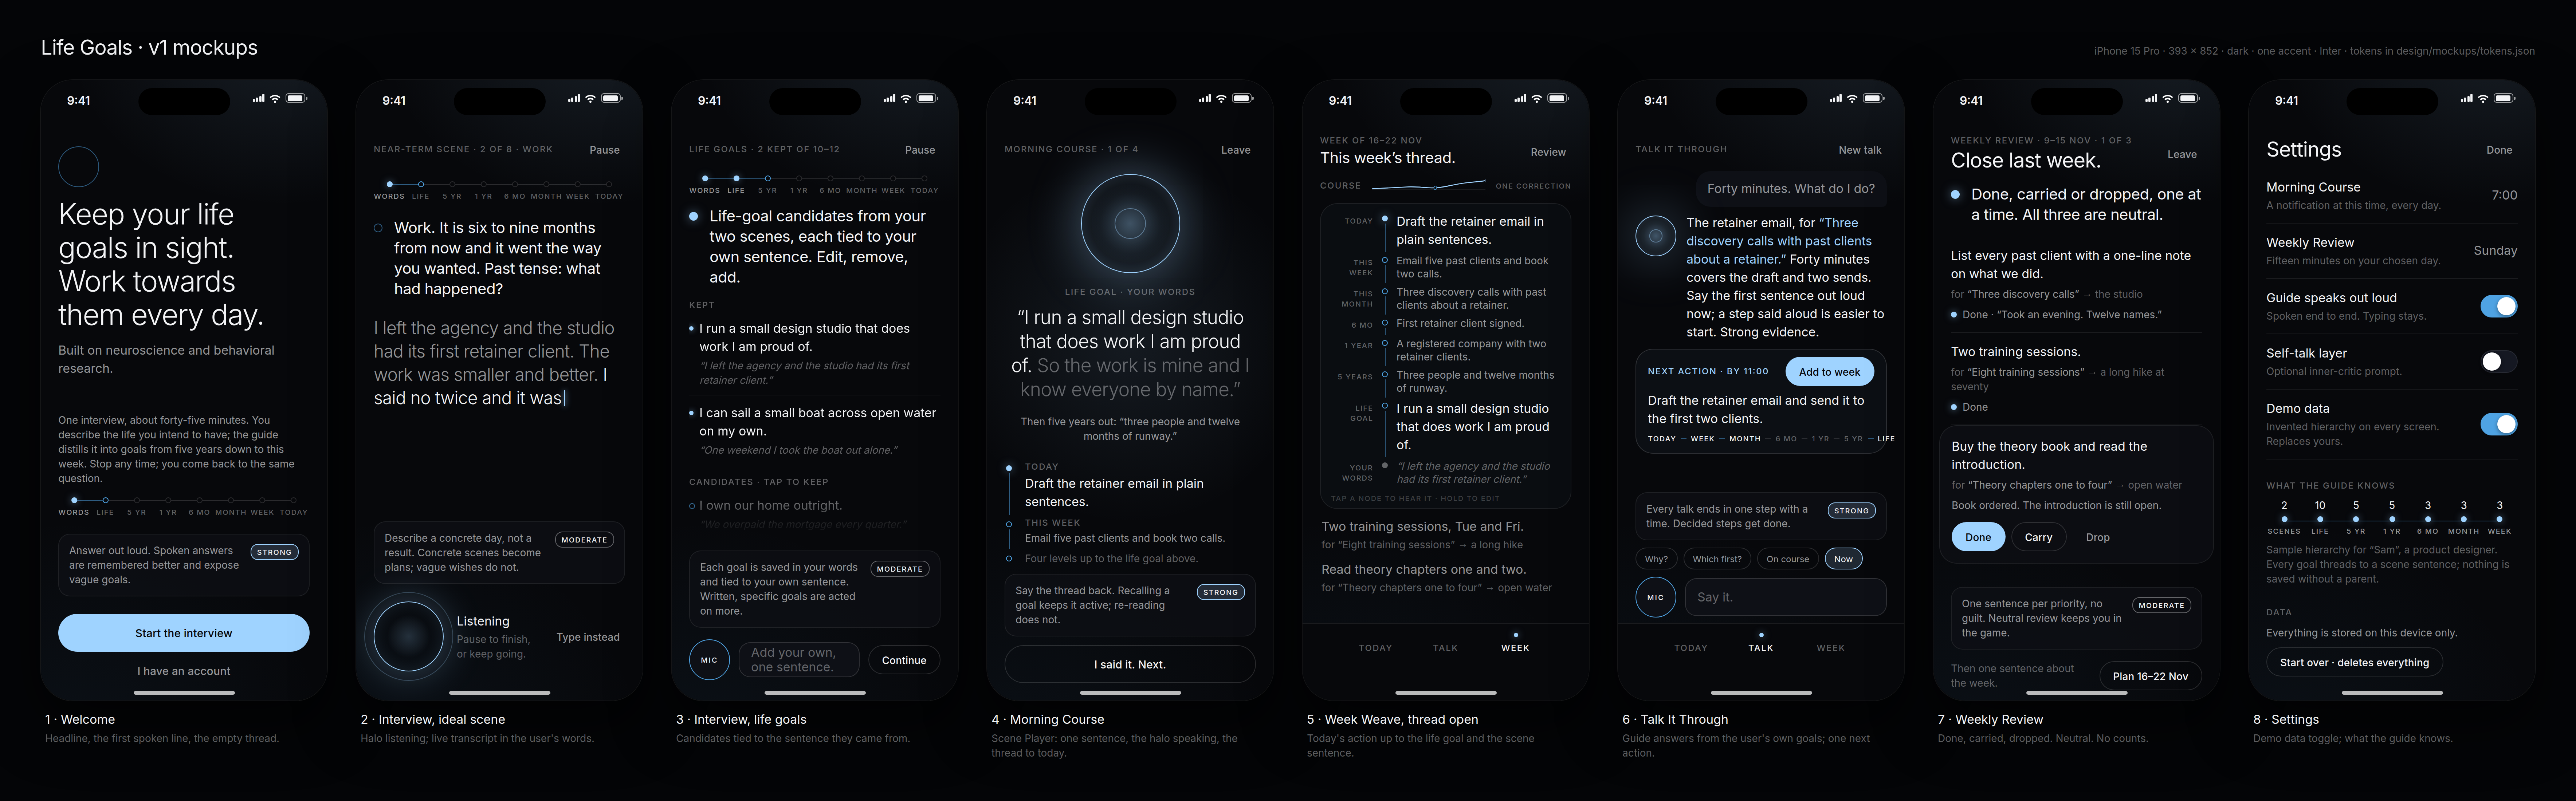 Life Goals · v1 mockups
iPhone 15 Pro · 393 × 852 · dark · one accent · Inter · tokens in design/mockups/tokens.json
9:41
Keep your life
goals in sight.
Work towards
them every day.
Built on neuroscience and behavioral
research.
One interview, about forty-five minutes. You
describe the life you intend to have; the guide
distills it into goals from five years down to this
week. Stop any time; you come back to the same
question.
WORDS LIFE 5 YR 1 YR 6 MO MONTH WEEK TODAY
Answer out loud. Spoken answers
are remembered better and expose
vague goals.
STRONG
Start the interview
I have an account
1 · Welcome
Headline, the first spoken line, the empty thread.
9:41
NEAR-TERM SCENE · 2 OF 8 · WORK
Pause
WORDS LIFE 5 YR 1 YR 6 MO MONTH WEEK TODAY
Work. It is six to nine months
from now and it went the way
you wanted. Past tense: what
had happened?
I left the agency and the studio
had its first retainer client. The
work was smaller and better. I
said no twice and it was
Describe a concrete day, not a
result. Concrete scenes become
plans; vague wishes do not.
MODERATE
Listening
Pause to finish,
or keep going.
Type instead
2 · Interview, ideal scene
Halo listening; live transcript in the user's words.
9:41
LIFE GOALS · 2 KEPT OF 10–12
Pause
WORDS LIFE 5 YR 1 YR 6 MO MONTH WEEK TODAY
Life-goal candidates from your
two scenes, each tied to your
own sentence. Edit, remove,
add.
KEPT
I run a small design studio that does
work I am proud of.
“I left the agency and the studio had its first
retainer client.”
I can sail a small boat across open water
on my own.
“One weekend I took the boat out alone.”
CANDIDATES · TAP TO KEEP
I own our home outright.
“We overpaid the mortgage every quarter.”
Each goal is saved in your words
and tied to your own sentence.
Written, specific goals are acted
on more.
MODERATE
MIC
Add your own,
one sentence.
Continue
3 · Interview, life goals
Candidates tied to the sentence they came from.
9:41
MORNING COURSE · 1 OF 4
Leave
LIFE GOAL · YOUR WORDS
“I run a small design studio
that does work I am proud
of. So the work is mine and I
know everyone by name.”
Then five years out: “three people and twelve
months of runway.”
TODAY
Draft the retainer email in plain
sentences.
THIS WEEK
Email five past clients and book two calls.
Four levels up to the life goal above.
Say the thread back. Recalling a
goal keeps it active; re-reading
does not.
STRONG
I said it. Next.
4 · Morning Course
Scene Player: one sentence, the halo speaking, the
thread to today.
9:41
WEEK OF 16–22 NOV
This week’s thread.
Review
COURSE
ONE CORRECTION
TODAY
Draft the retainer email in
plain sentences.
THIS
WEEK
Email five past clients and book
two calls.
THIS
MONTH
Three discovery calls with past
clients about a retainer.
6 MO
First retainer client signed.
1 YEAR
A registered company with two
retainer clients.
5 YEARS
Three people and twelve months
of runway.
LIFE
GOAL
I run a small design studio
that does work I am proud
of.
YOUR
WORDS
“I left the agency and the studio
had its first retainer client.”
TAP A NODE TO HEAR IT · HOLD TO EDIT
Two training sessions, Tue and Fri.
for “Eight training sessions” → a long hike
Read theory chapters one and two.
for “Theory chapters one to four” → open water
TODAY TALK WEEK
5 · Week Weave, thread open
Today's action up to the life goal and the scene
sentence.
9:41
TALK IT THROUGH
New talk
Forty minutes. What do I do?
The retainer email, for “Three
discovery calls with past clients
about a retainer.” Forty minutes
covers the draft and two sends.
Say the first sentence out loud
now; a step said aloud is easier to
start. Strong evidence.
NEXT ACTION · BY 11:00
Add to week
Draft the retainer email and send it to
the first two clients.
TODAY — WEEK — MONTH — 6 MO — 1 YR — 5 YR — LIFE
Every talk ends in one step with a
time. Decided steps get done.
STRONG
Why? Which first? On course Now
MIC
Say it.
TODAY TALK WEEK
6 · Talk It Through
Guide answers from the user's own goals; one next
action.
9:41
WEEKLY REVIEW · 9–15 NOV · 1 OF 3
Close last week.
Leave
Done, carried or dropped, one at
a time. All three are neutral.
List every past client with a one-line note
on what we did.
for “Three discovery calls” → the studio
Done · “Took an evening. Twelve names.”
Two training sessions.
for “Eight training sessions” → a long hike at
seventy
Done
Buy the theory book and read the
introduction.
for “Theory chapters one to four” → open water
Book ordered. The introduction is still open.
Done Carry Drop
One sentence per priority, no
guilt. Neutral review keeps you in
the game.
MODERATE
Then one sentence about
the week.
Plan 16–22 Nov
7 · Weekly Review
Done, carried, dropped. Neutral. No counts.
9:41
Settings
Done
Morning Course
A notification at this time, every day.
7:00
Weekly Review
Fifteen minutes on your chosen day.
Sunday
Guide speaks out loud
Spoken end to end. Typing stays.
Self-talk layer
Optional inner-critic prompt.
Demo data
Invented hierarchy on every screen.
Replaces yours.
WHAT THE GUIDE KNOWS
2 10 5 5 3 3 3
SCENES LIFE 5 YR 1 YR 6 MO MONTH WEEK
Sample hierarchy for “Sam”, a product designer.
Every goal threads to a scene sentence; nothing is
saved without a parent.
DATA
Everything is stored on this device only.
Start over · deletes everything
8 · Settings
Demo data toggle; what the guide knows.